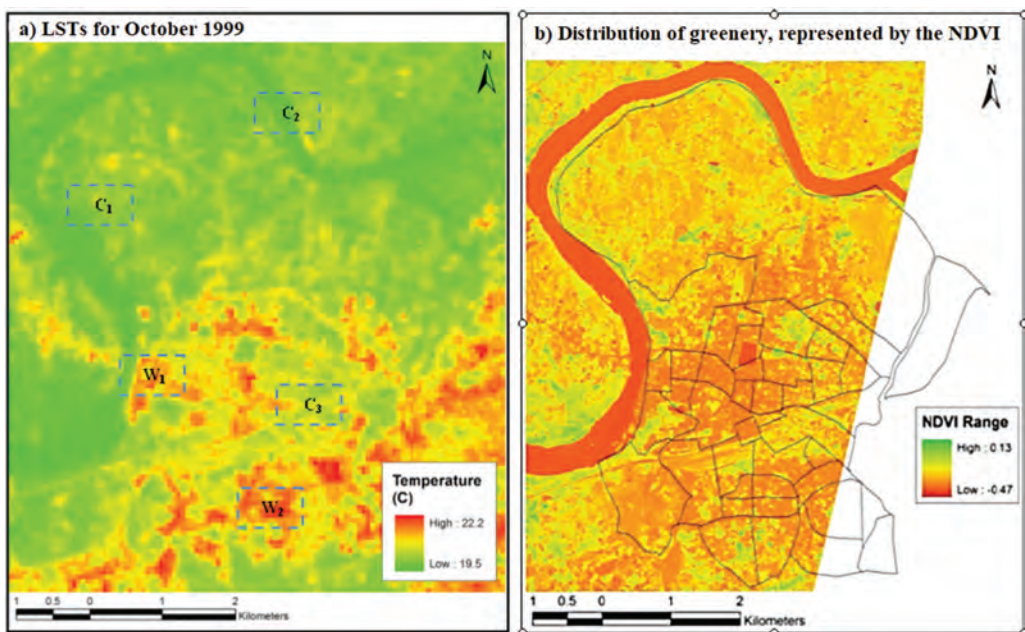 a) LSTs for October 1999
N
C2
C1
W1
C3
W2
Temperature
(C)
High : 22.2
Low : 19.5
1 0.5 0 1 2
Kilometers
b) Distribution of greenery, represented by the NDVI
N
NDVI Range
High : 0.13
Low : -0.47
1 0.5 0 1 2
Kilometers